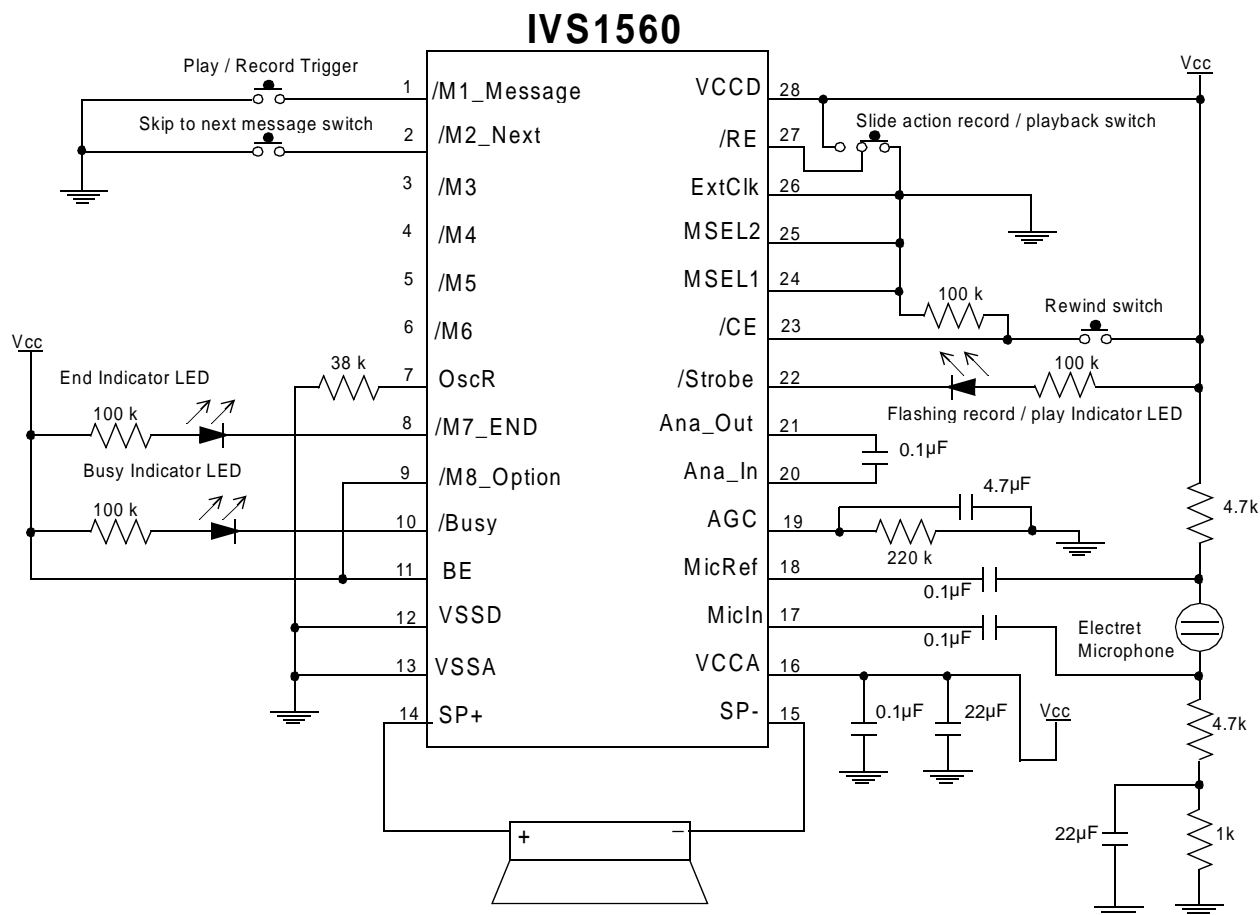 IVS1560
Play / Record Trigger
1
/M1_Message
VCCD
28
Vcc
Skip to next message switch
2
/M2_Next
/RE
27
Slide action record / playback switch
3
/M3
ExtClk
26
4
/M4
MSEL2
25
5
/M5
MSEL1
24
100 k
Rewind switch
6
/M6
/CE
23
Vcc
End Indicator LED
38 k
7
OscR
/Strobe
22
100 k
Flashing record / play Indicator LED
100 k
8
/M7_END
Ana_Out
21
0.1µF
Busy Indicator LED
9
/M8_Option
Ana_In
20
4.7µF
100 k
10
/Busy
AGC
19
220 k
4.7k
11
BE
MicRef
18
0.1µF
12
VSSD
MicIn
17
0.1µF
Electret
Microphone
13
VSSA
VCCA
16
14
SP+
SP-
15
0.1µF
22µF
Vcc
4.7k
+
–
22µF
1k